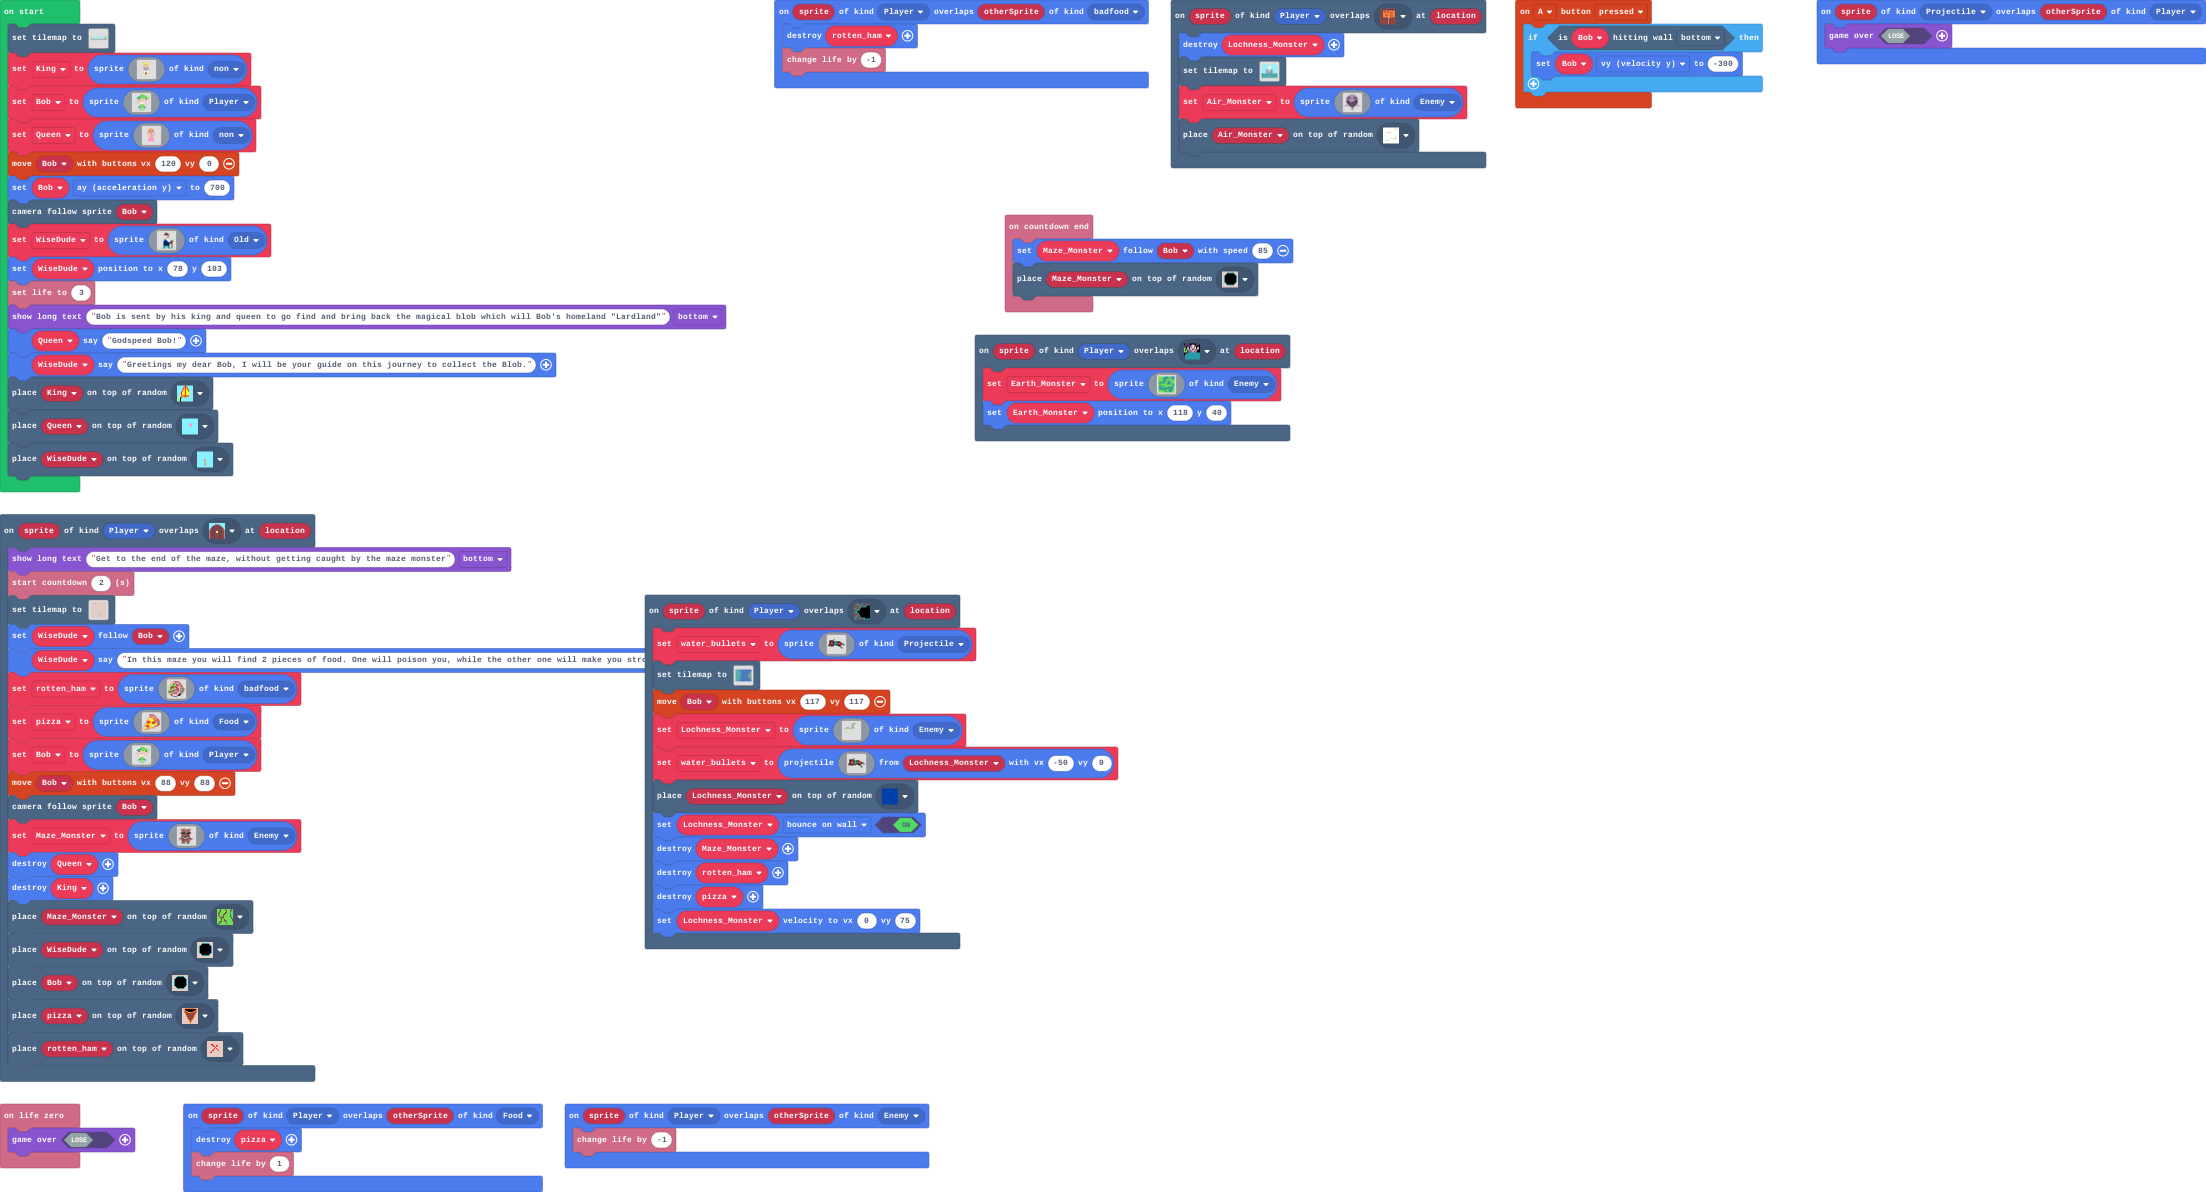 on start
set tilemap to
set King to sprite of kind non
set Bob to sprite of kind Player
set Queen to sprite of kind non
move Bob with buttons vx 120 vy 0
set Bob ay (acceleration y) to 700
camera follow sprite Bob
set WiseDude to sprite of kind Old
set WiseDude position to x 78 y 103
set life to 3
show long text "Bob is sent by his king and queen to go find and bring back the magical blob which will Bob's homeland "Lardland"" bottom
Queen say "Godspeed Bob!"
WiseDude say "Greetings my dear Bob, I will be your guide on this journey to collect the Blob."
place King on top of random
place Queen on top of random
place WiseDude on top of random
on sprite of kind Player overlaps otherSprite of kind badfood
destroy rotten_ham
change life by -1
on sprite of kind Player overlaps at location
destroy Lochness_Monster
set tilemap to
set Air_Monster to sprite of kind Enemy
place Air_Monster on top of random
on A button pressed
if is Bob hitting wall bottom then
set Bob vy (velocity y) to -300
on sprite of kind Projectile overlaps otherSprite of kind Player
game over LOSE
on countdown end
set Maze_Monster follow Bob with speed 85
place Maze_Monster on top of random
on sprite of kind Player overlaps at location
set Earth_Monster to sprite of kind Enemy
set Earth_Monster position to x 118 y 40
on sprite of kind Player overlaps at location
show long text "Get to the end of the maze, without getting caught by the maze monster" bottom
start countdown 2 (s)
set tilemap to
set WiseDude follow Bob
WiseDude say "In this maze you will find 2 pieces of food. One will poison you, while the other one will make you stro
set rotten_ham to sprite of kind badfood
set pizza to sprite of kind Food
set Bob to sprite of kind Player
move Bob with buttons vx 88 vy 88
camera follow sprite Bob
set Maze_Monster to sprite of kind Enemy
destroy Queen
destroy King
place Maze_Monster on top of random
place WiseDude on top of random
place Bob on top of random
place pizza on top of random
place rotten_ham on top of random
on sprite of kind Player overlaps at location
set water_bullets to sprite of kind Projectile
set tilemap to
move Bob with buttons vx 117 vy 117
set Lochness_Monster to sprite of kind Enemy
set water_bullets to projectile from Lochness_Monster with vx -50 vy 0
place Lochness_Monster on top of random
set Lochness_Monster bounce on wall ON
destroy Maze_Monster
destroy rotten_ham
destroy pizza
set Lochness_Monster velocity to vx 0 vy 75
on life zero
game over LOSE
on sprite of kind Player overlaps otherSprite of kind Food
destroy pizza
change life by 1
on sprite of kind Player overlaps otherSprite of kind Enemy
change life by -1